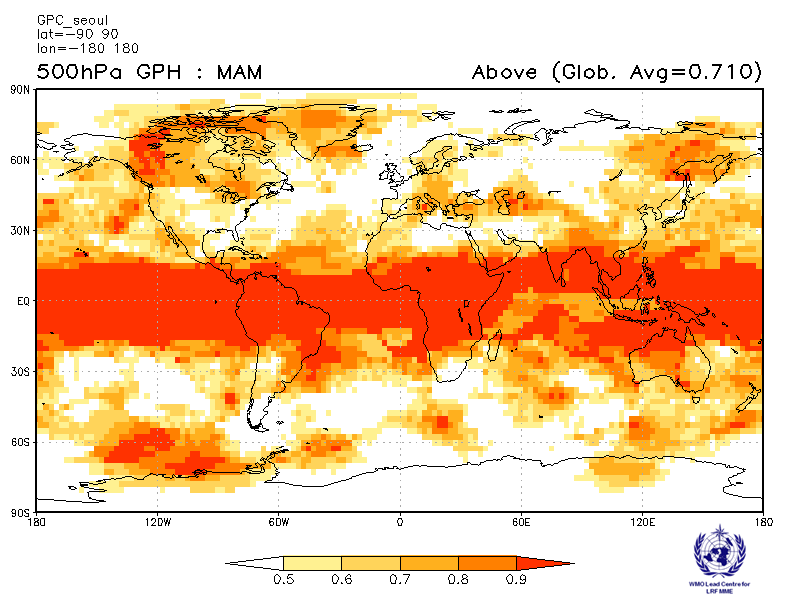 GPC_seoul
lat=-90 90
lon=-180 180
500hPa GPH : MAM Above (Glob. Avg=0.710)
90N
60N
30N
EQ
30S
60S
90S
180 120W 60W 0 60E 120E 180
0.5 0.6 0.7 0.8 0.9
WMO Lead Centre for
LRF MME